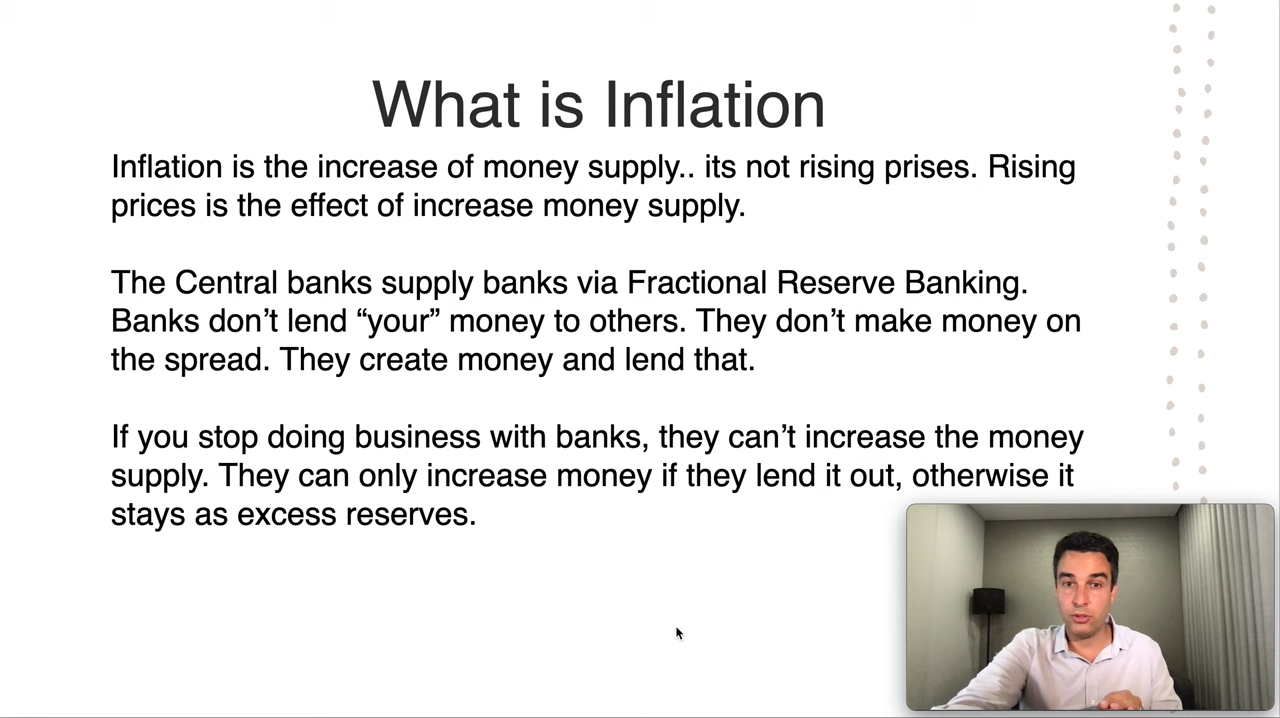 What is Inflation
Inflation is the increase of money supply.. its not rising prises. Rising
prices is the effect of increase money supply.
The Central banks supply banks via Fractional Reserve Banking.
Banks don’t lend “your” money to others. They don’t make money on
the spread. They create money and lend that.
If you stop doing business with banks, they can’t increase the money
supply. They can only increase money if they lend it out, otherwise it
stays as excess reserves.